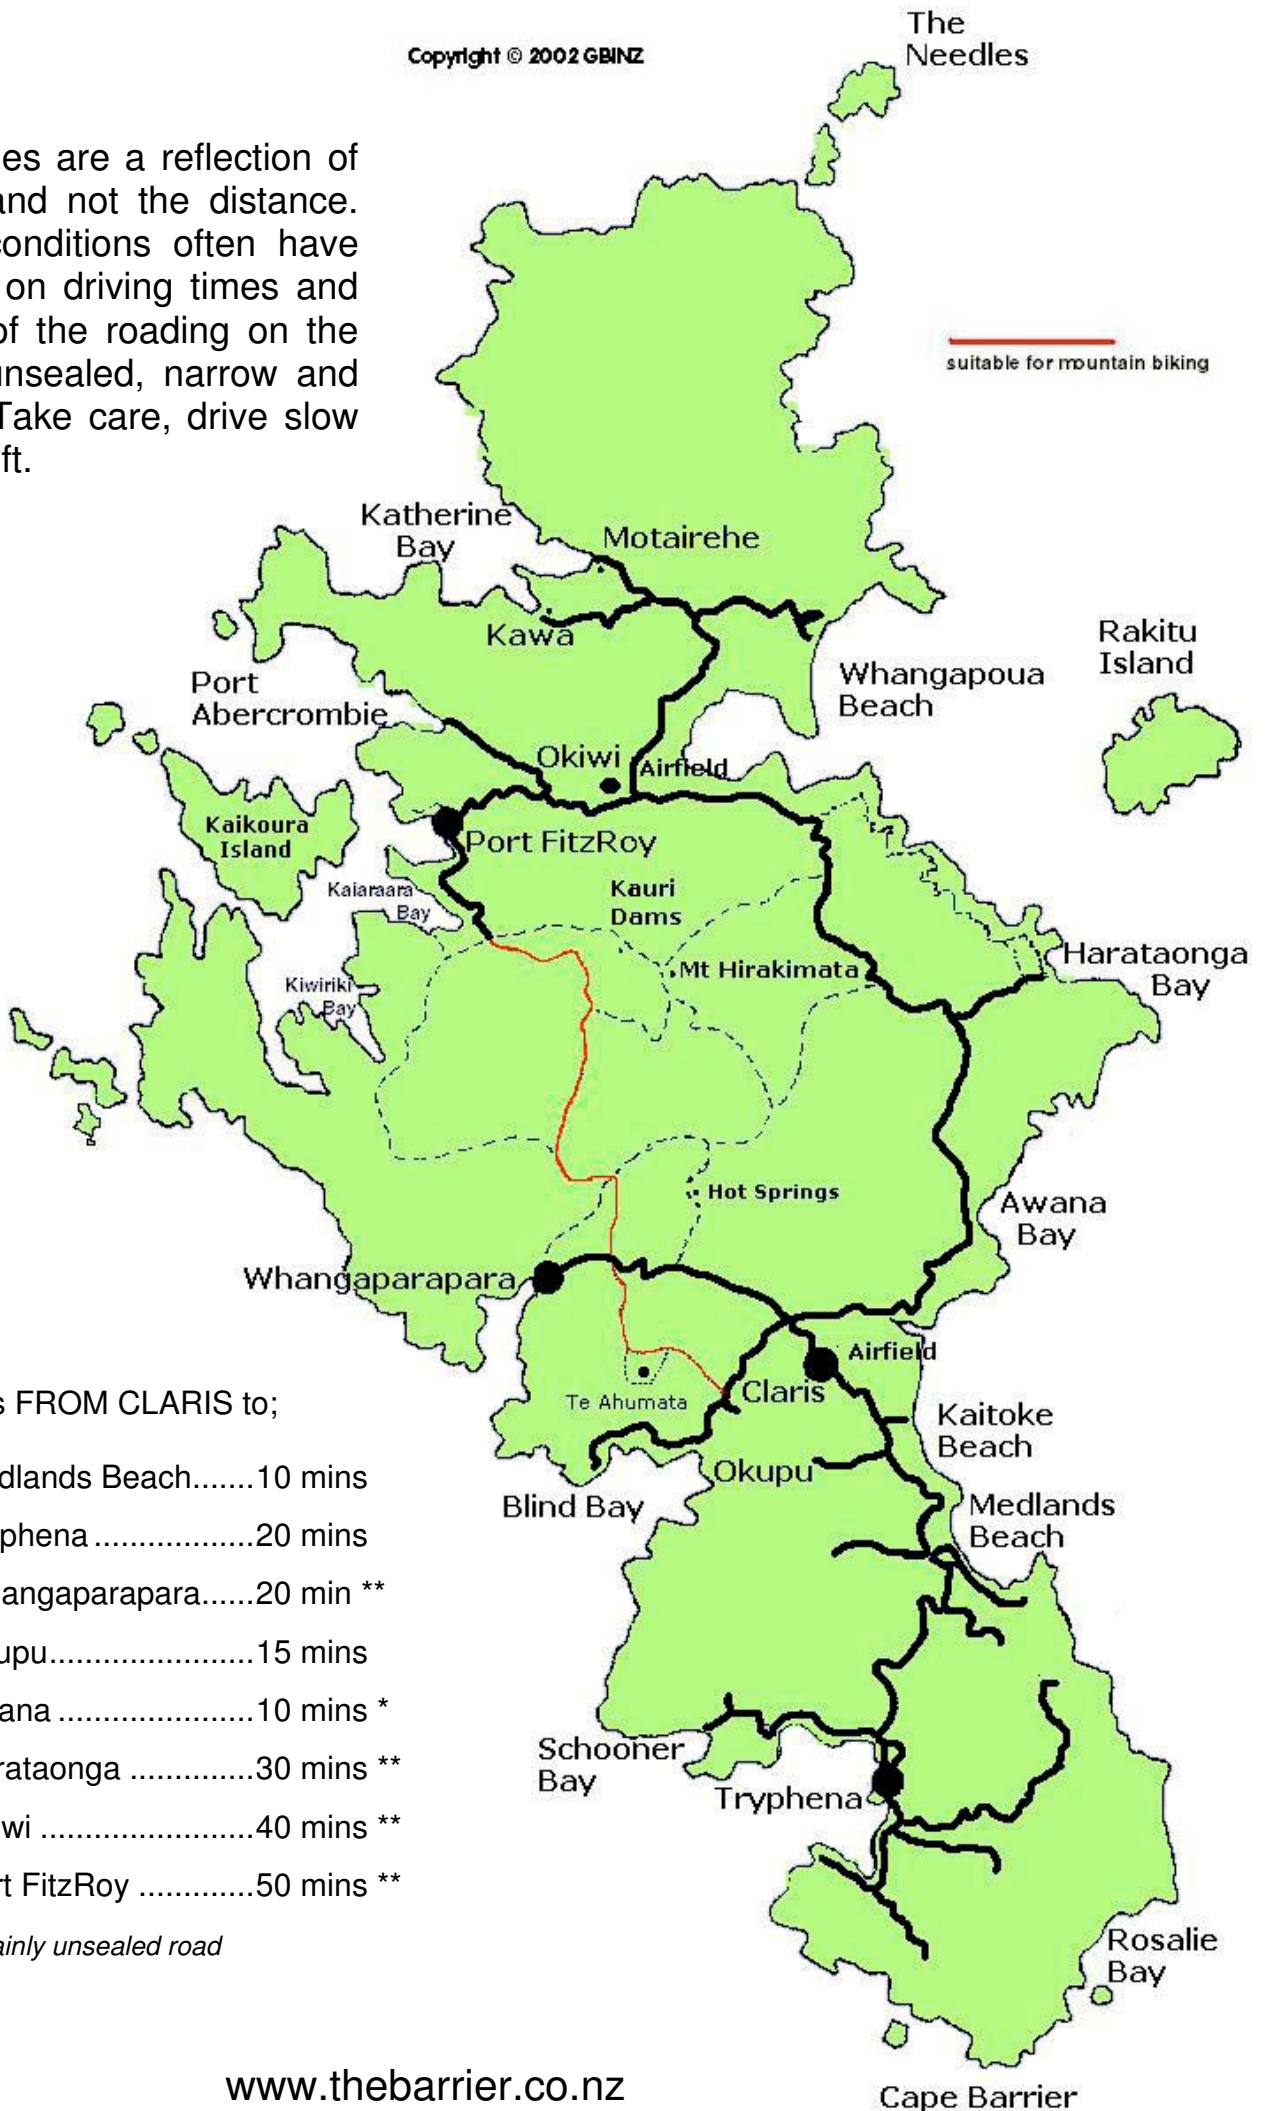 The
Needles
Copyright © 2002 GBINZ
es are a reflection of
and not the distance.
conditions often have
on driving times and
of the roading on the
unsealed, narrow and
Take care, drive slow
ft.
suitable for mountain biking
Katherine
Bay
Motairehe
Kawa
Rakitu
Island
Whangapoua
Beach
Port
Abercrombie
Okiwi
Airfield
Kaikoura
Island
Port FitzRoy
Kaiaraara
Bay
Kauri
Dams
Mt Hirakimata
Harataonga
Bay
Kiwiriki
Bay
Hot Springs
Awana
Bay
Whangaparapara
Airfield
Claris
Te Ahumata
Kaitoke
Beach
Okupu
Blind Bay
Medlands
Beach
s FROM CLARIS to;
dlands Beach.......10 mins
phena ..................20 mins
angaparapara......20 min **
upu.......................15 mins
ana ......................10 mins *
rataonga ..............30 mins **
wi ........................40 mins **
rt FitzRoy .............50 mins **
ainly unsealed road
Schooner
Bay
Tryphena
Rosalie
Bay
www.thebarrier.co.nz
Cape Barrier